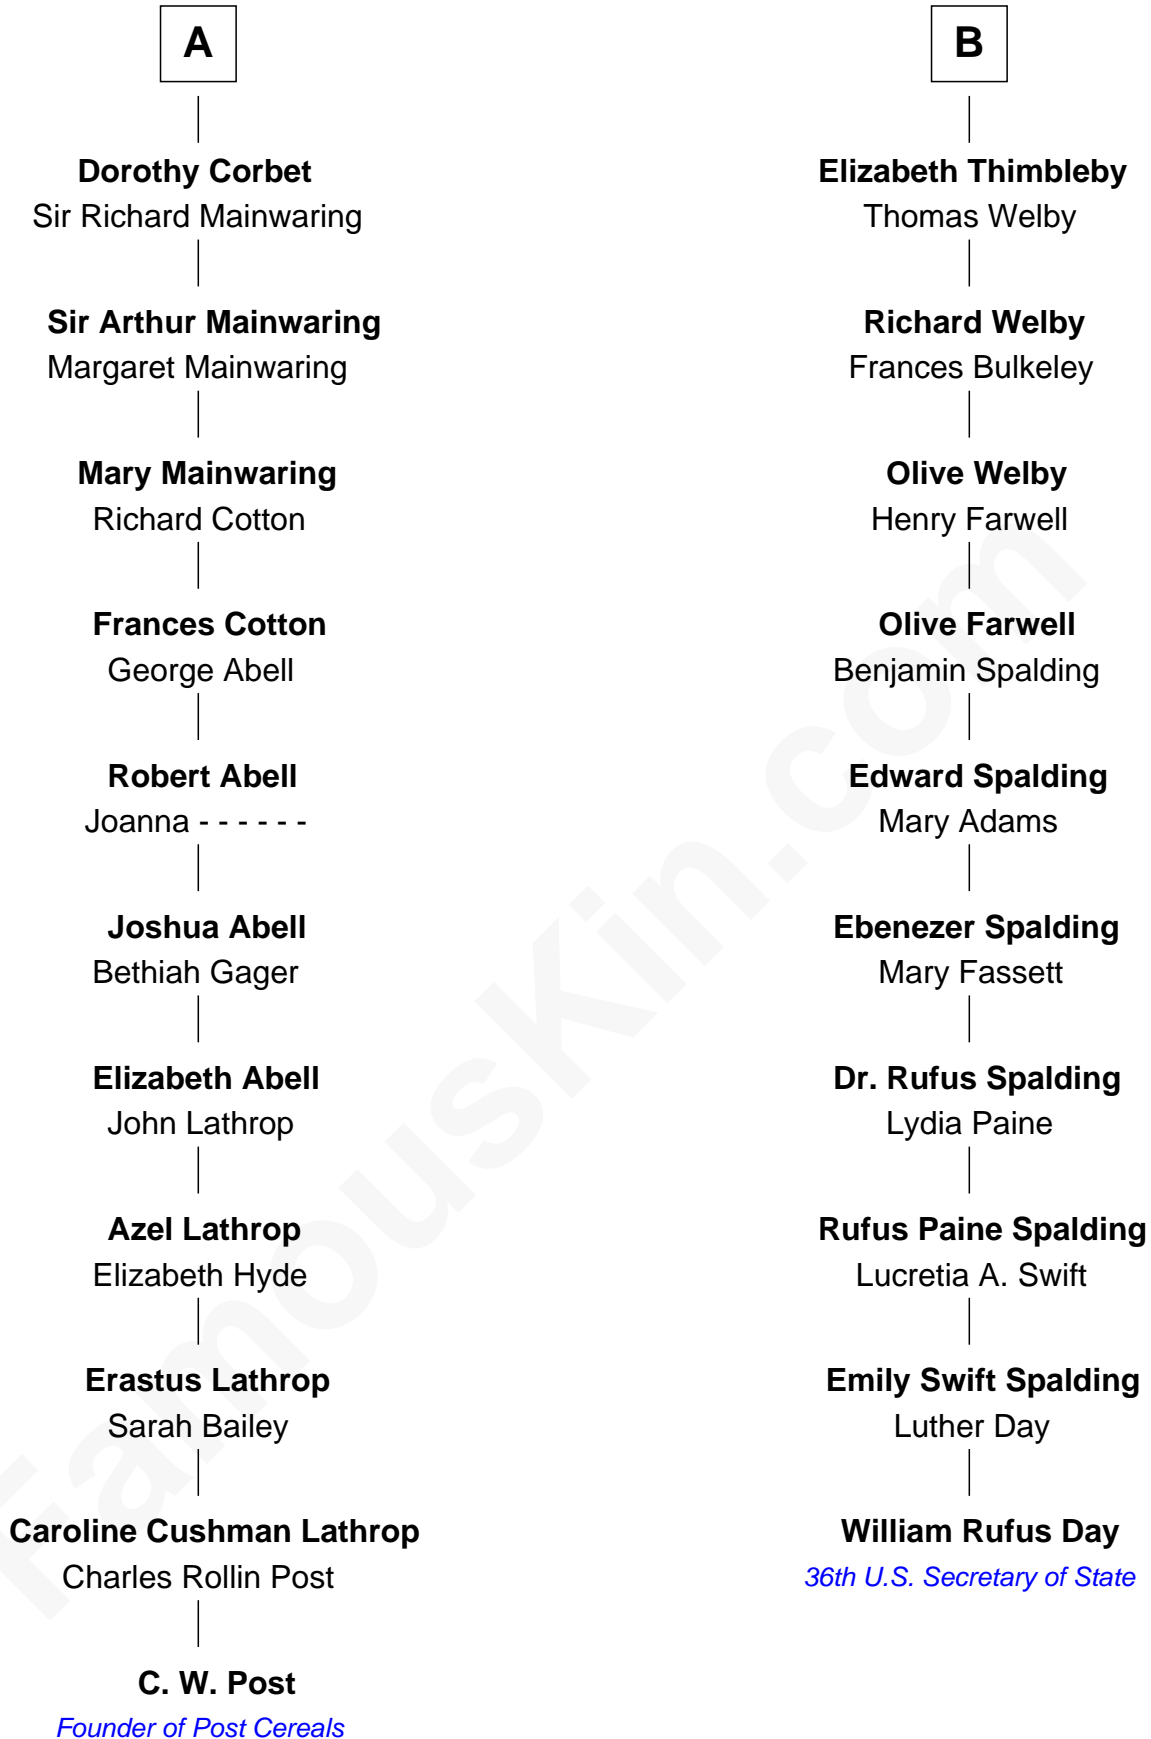 A
Dorothy Corbet
Sir Richard Mainwaring
Sir Arthur Mainwaring
Margaret Mainwaring
Mary Mainwaring
Richard Cotton
Frances Cotton
George Abell
Robert Abell
Joanna - - - - - -
Joshua Abell
Bethiah Gager
Elizabeth Abell
John Lathrop
Azel Lathrop
Elizabeth Hyde
Erastus Lathrop
Sarah Bailey
Caroline Cushman Lathrop
Charles Rollin Post
C. W. Post
Founder of Post Cereals
B
Elizabeth Thimbleby
Thomas Welby
Richard Welby
Frances Bulkeley
Olive Welby
Henry Farwell
Olive Farwell
Benjamin Spalding
Edward Spalding
Mary Adams
Ebenezer Spalding
Mary Fassett
Dr. Rufus Spalding
Lydia Paine
Rufus Paine Spalding
Lucretia A. Swift
Emily Swift Spalding
Luther Day
William Rufus Day
36th U.S. Secretary of State
FamousKin.com